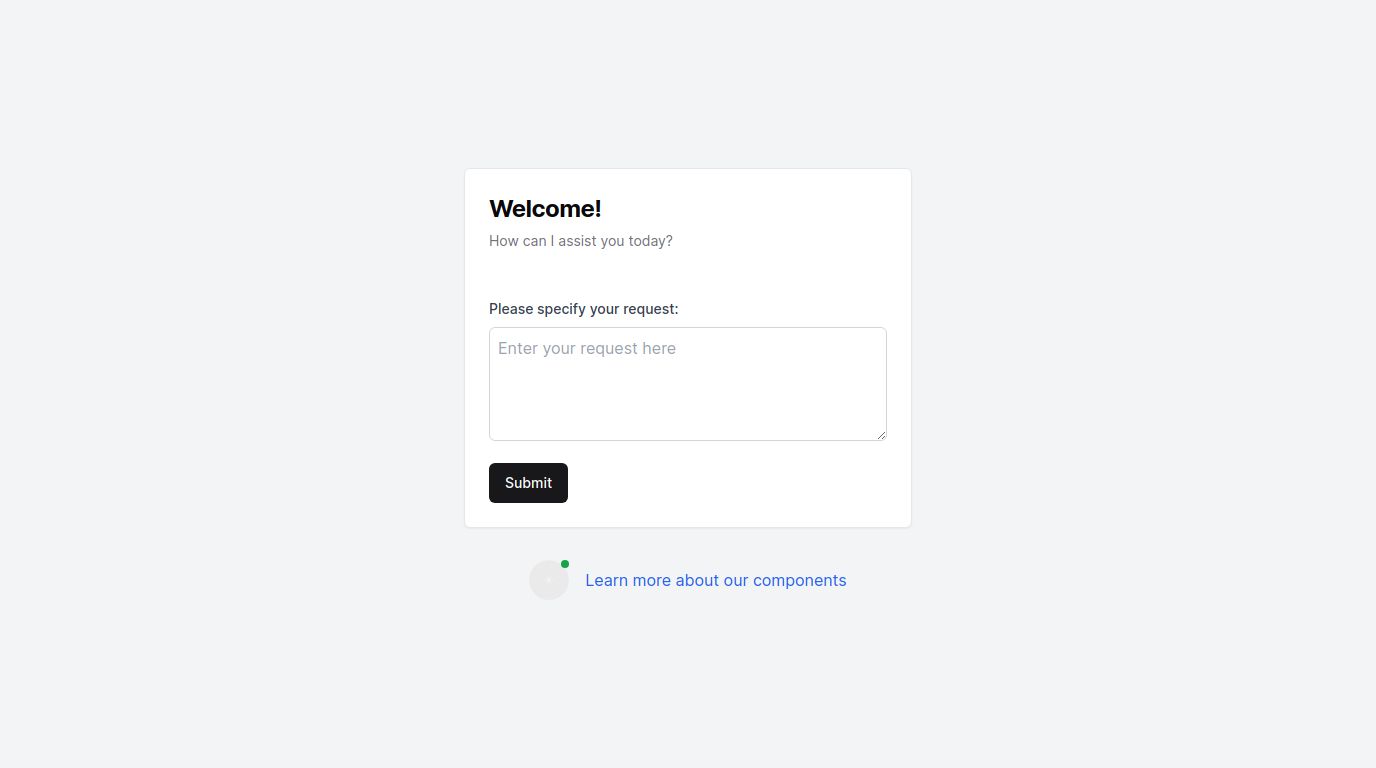 Welcome!
How can I assist you today?
Please specify your request:
Enter your request here
Submit
Learn more about our components